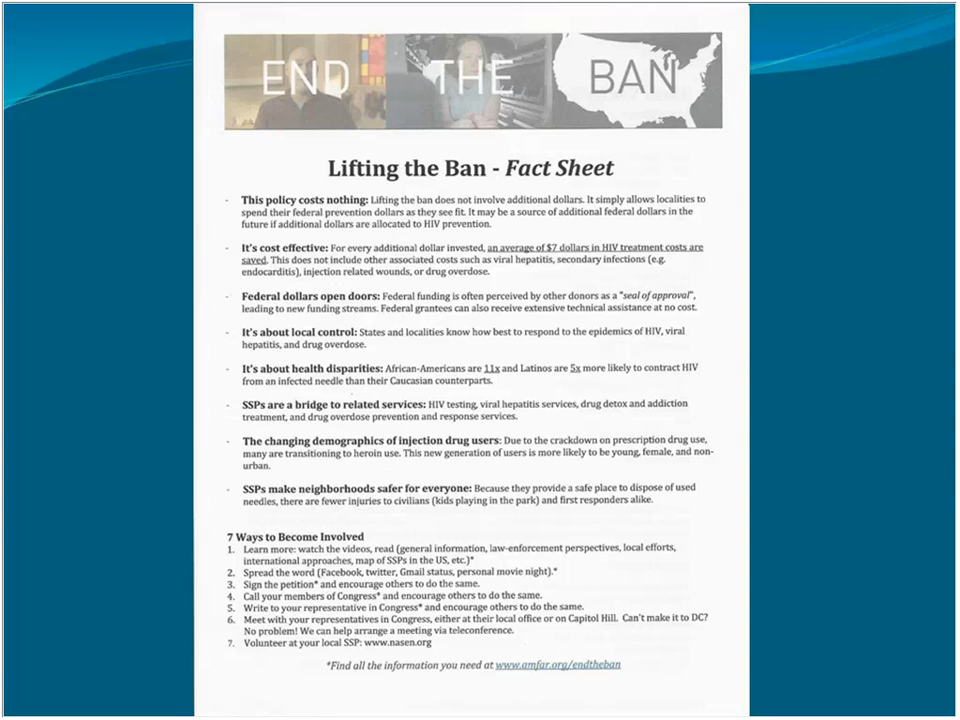 END THE BAN
Lifting the Ban - Fact Sheet
- This policy costs nothing: Lifting the ban does not involve additional dollars. It simply allows localities to
spend their federal prevention dollars as they see fit. It may be a source of additional federal dollars in the
future if additional dollars are allocated to HIV prevention.
- It's cost effective: For every additional dollar invested, an average of $7 dollars in HIV treatment costs are
saved. This does not include other associated costs such as viral hepatitis, secondary infections (e.g.
endocarditis), injection related wounds, or drug overdose.
- Federal dollars open doors: Federal funding is often perceived by other donors as a "seal of approval",
leading to new funding streams. Federal grantees can also receive extensive technical assistance at no cost.
- It's about local control: States and localities know how best to respond to the epidemics of HIV, viral
hepatitis, and drug overdose.
- It's about health disparities: African-Americans are 11x and Latinos are 5x more likely to contract HIV
from an infected needle than their Caucasian counterparts.
- SSPs are a bridge to related services: HIV testing, viral hepatitis services, drug detox and addiction
treatment, and drug overdose prevention and response services.
- The changing demographics of injection drug users: Due to the crackdown on prescription drug use,
many are transitioning to heroin use. This new generation of users is more likely to be young, female, and non-
urban.
- SSPs make neighborhoods safer for everyone: Because they provide a safe place to dispose of used
needles, there are fewer injuries to civilians (kids playing in the park) and first responders alike.
7 Ways to Become Involved
1. Learn more: watch the videos, read (general information, law-enforcement perspectives, local efforts,
international approaches, map of SSPs in the US, etc.)*
2. Spread the word (Facebook, twitter, Gmail status, personal movie night).*
3. Sign the petition* and encourage others to do the same.
4. Call your members of Congress* and encourage others to do the same.
5. Write to your representative in Congress* and encourage others to do the same.
6. Meet with your representatives in Congress, either at their local office or on Capitol Hill. Can't make it to DC?
No problem! We can help arrange a meeting via teleconference.
7. Volunteer at your local SSP: www.nasen.org
*Find all the information you need at www.amfar.org/endtheban